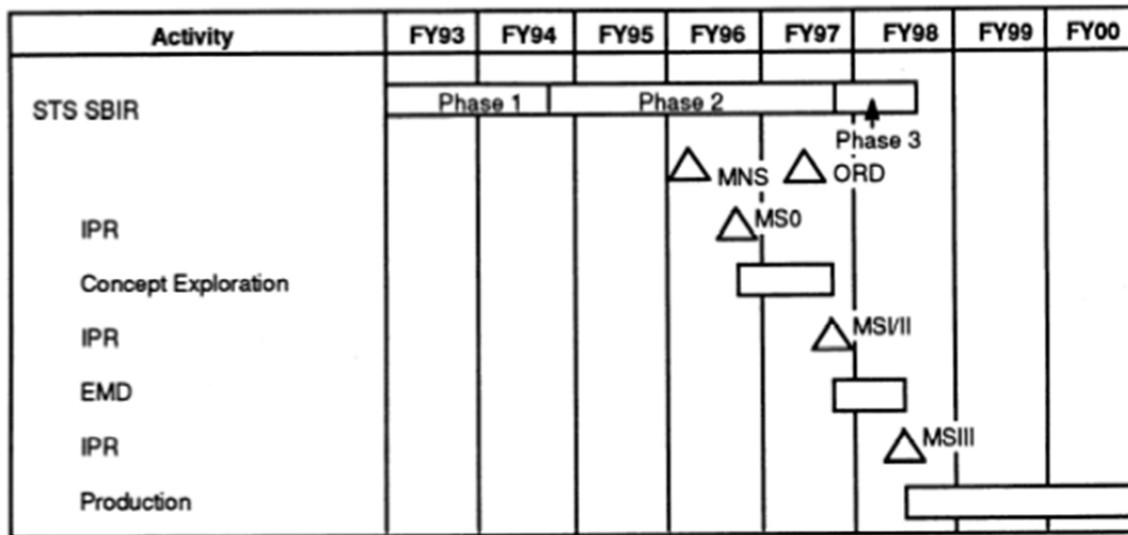 Activity FY93 FY94 FY95 FY96 FY97 FY98 FY99 FY00
STS SBIR Phase 1 Phase 2
Phase 3
MNS ORD
IPR MS0
Concept Exploration
IPR MSI/II
EMD
IPR MSIII
Production